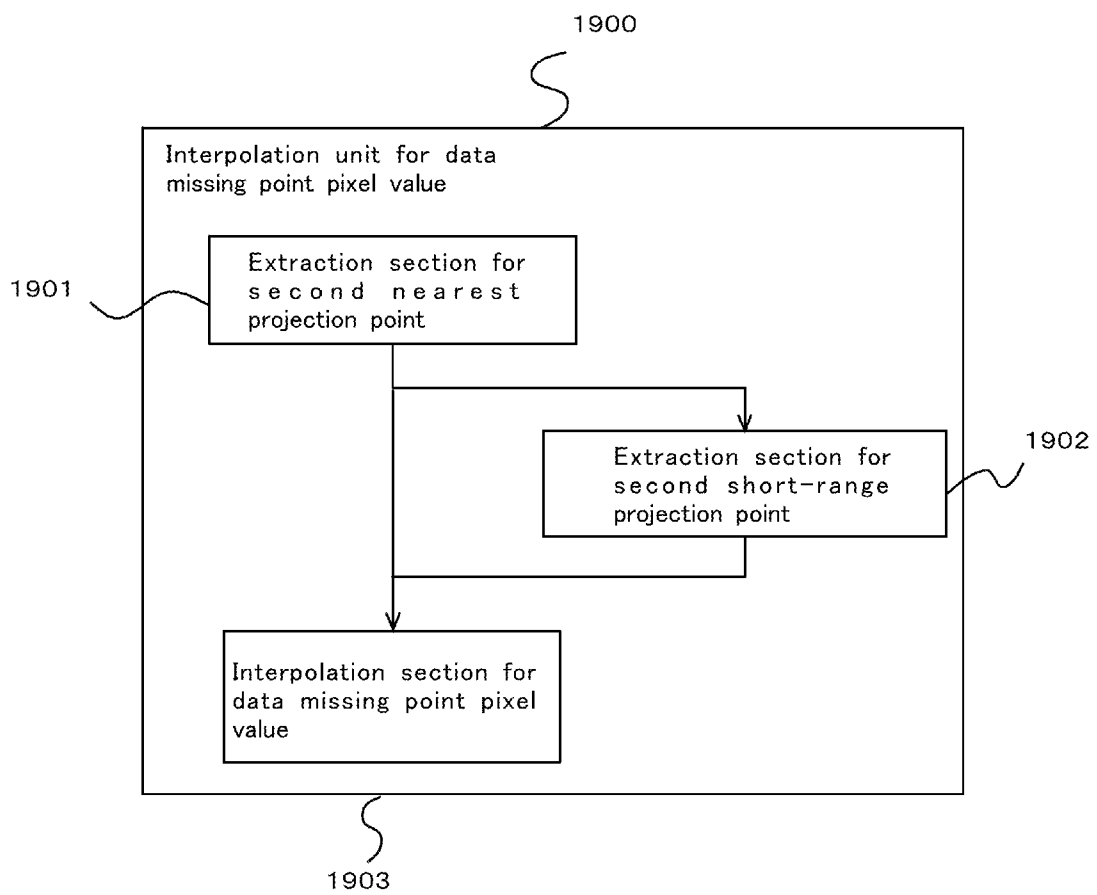 1900
Interpolation unit for data
missing point pixel value
Extraction section for
second nearest
projection point
1901
Extraction section for
second short-range
projection point
1902
Interpolation section for
data missing point pixel
value
1903